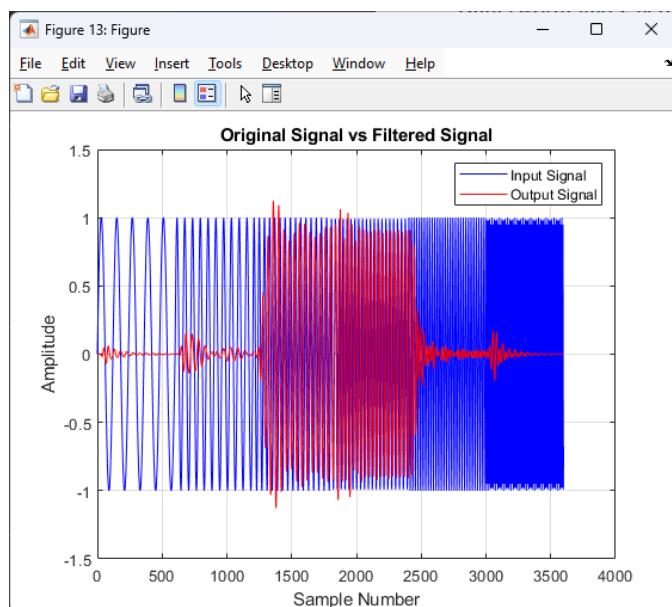 Figure 13: Figure
File Edit View Insert Tools Desktop Window Help
Original Signal vs Filtered Signal
Input Signal
Output Signal
1.5
1
0.5
0
-0.5
-1
-1.5
Amplitude
0 500 1000 1500 2000 2500 3000 3500 4000
Sample Number